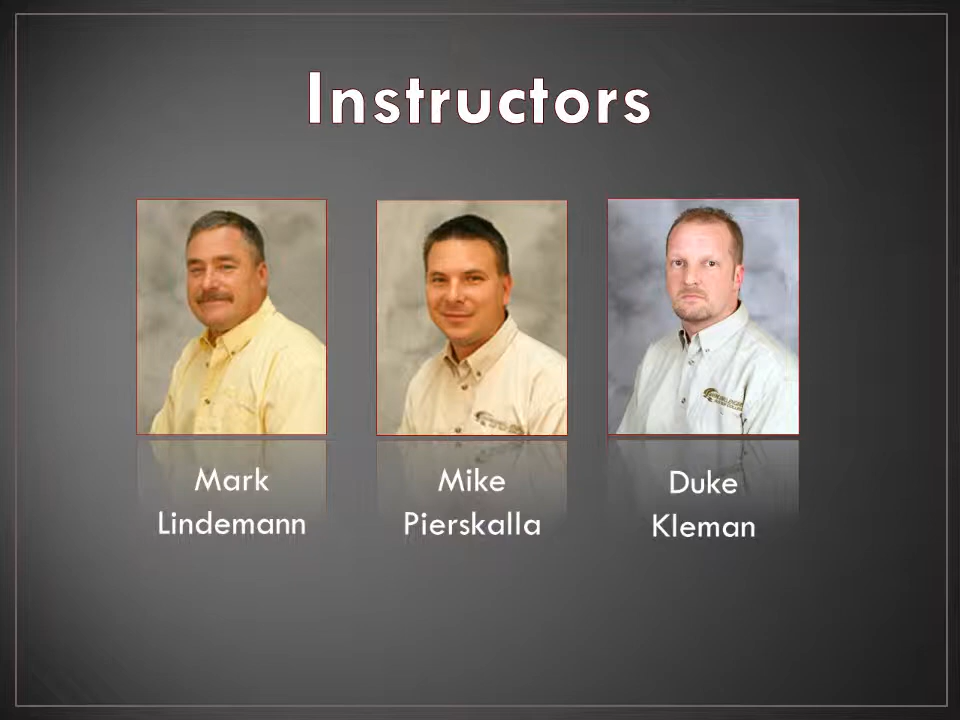 Instructors
Mark
Lindemann
Mike
Pierskalla
Duke
Kleman